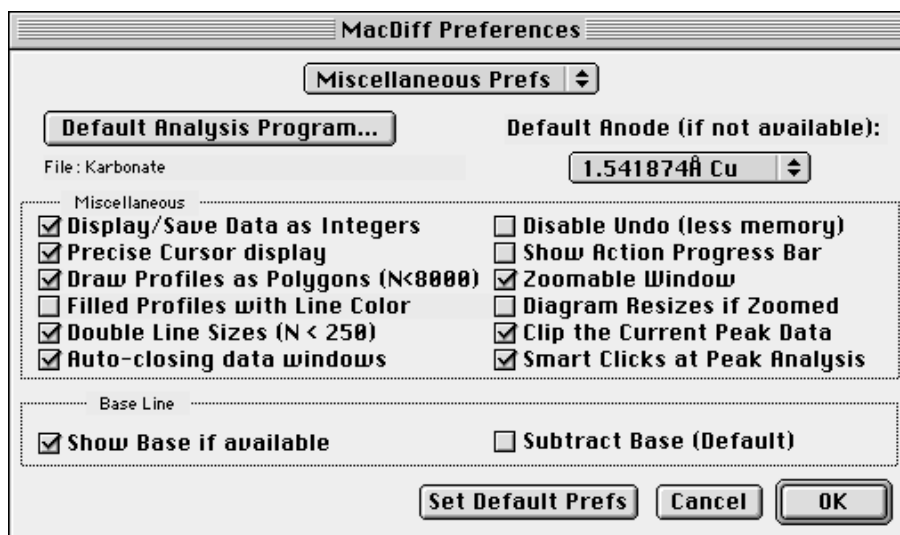 MacDiff Preferences
Miscellaneous Prefs
Default Analysis Program...
Default Anode (if not available):
File : Karbonate
1.541874Å Cu
Miscellaneous
Display/Save Data as Integers
Disable Undo (less memory)
Precise Cursor display
Show Action Progress Bar
Draw Profiles as Polygons (N<8000)
Zoomable Window
Filled Profiles with Line Color
Diagram Resizes if Zoomed
Double Line Sizes (N < 250)
Clip the Current Peak Data
Auto-closing data windows
Smart Clicks at Peak Analysis
Base Line
Show Base if available
Subtract Base (Default)
Set Default Prefs
Cancel
OK